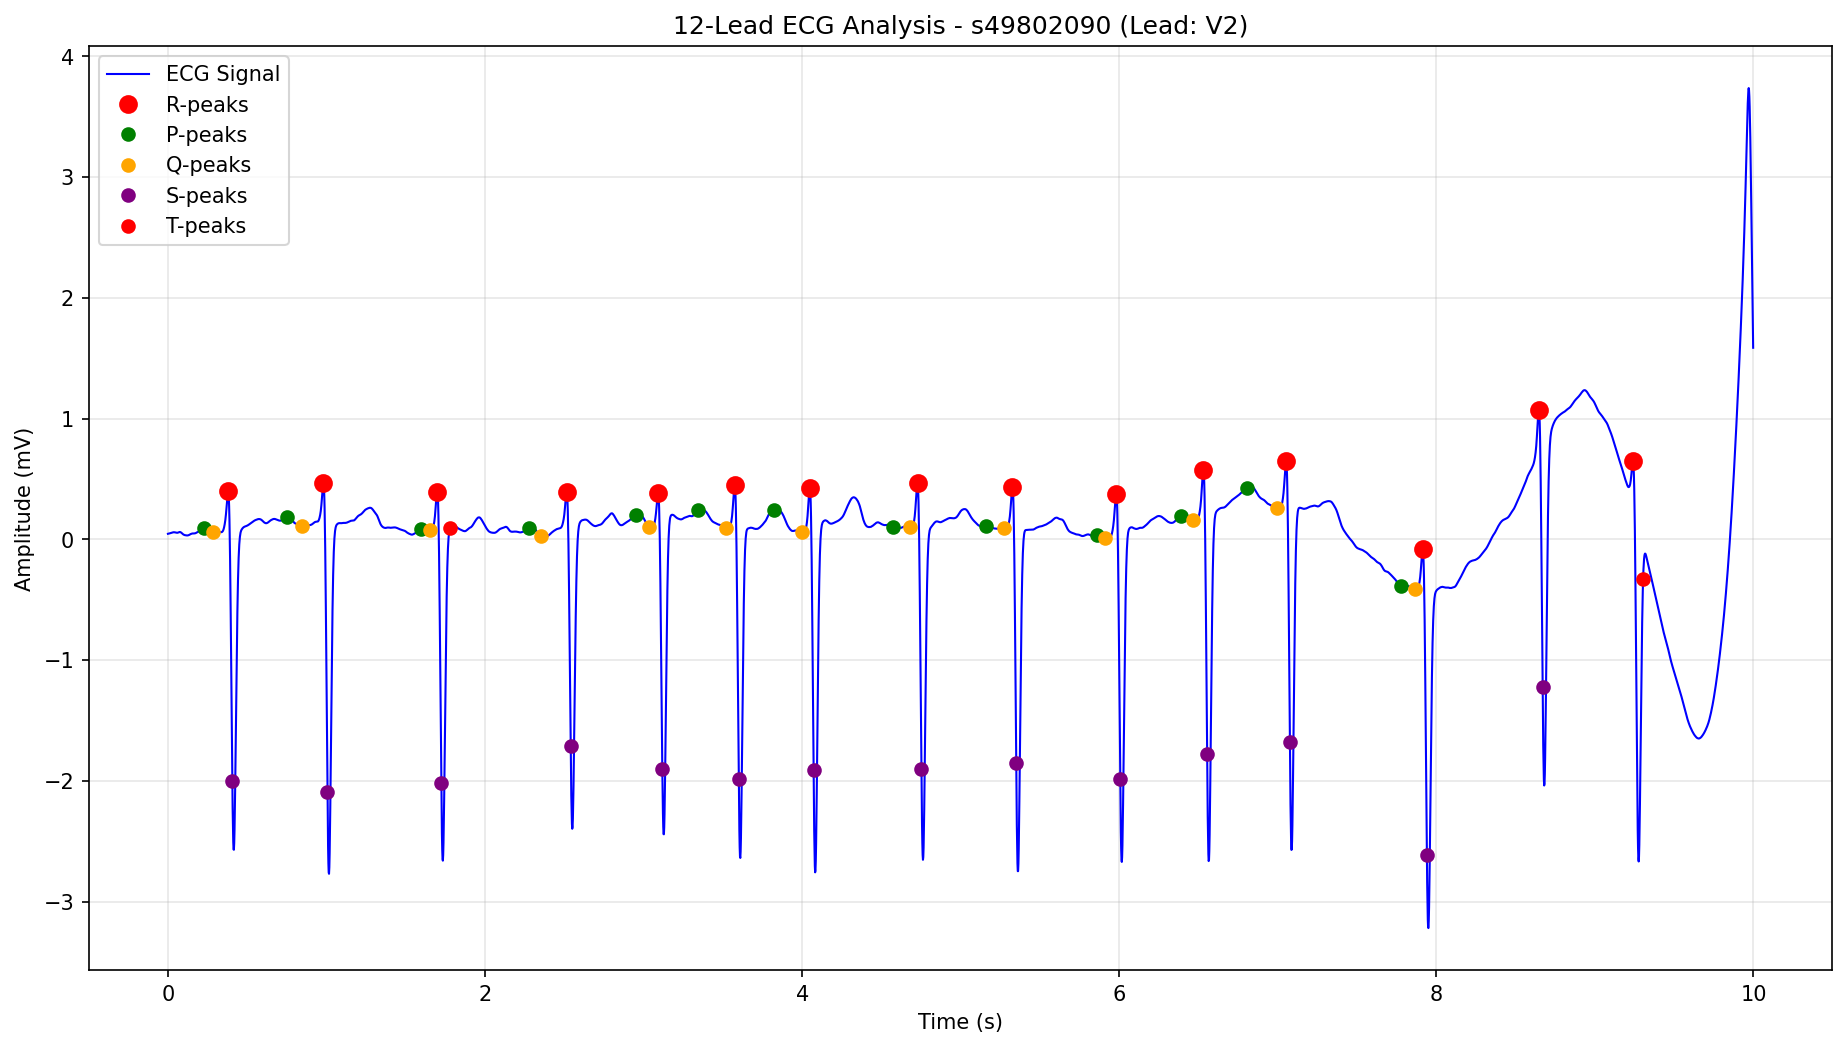 12-Lead ECG Analysis - s49802090 (Lead: V2)
ECG Signal
R-peaks
P-peaks
Q-peaks
S-peaks
T-peaks
4
3
2
1
0
−1
−2
−3
Amplitude (mV)
0 2 4 6 8 10
Time (s)